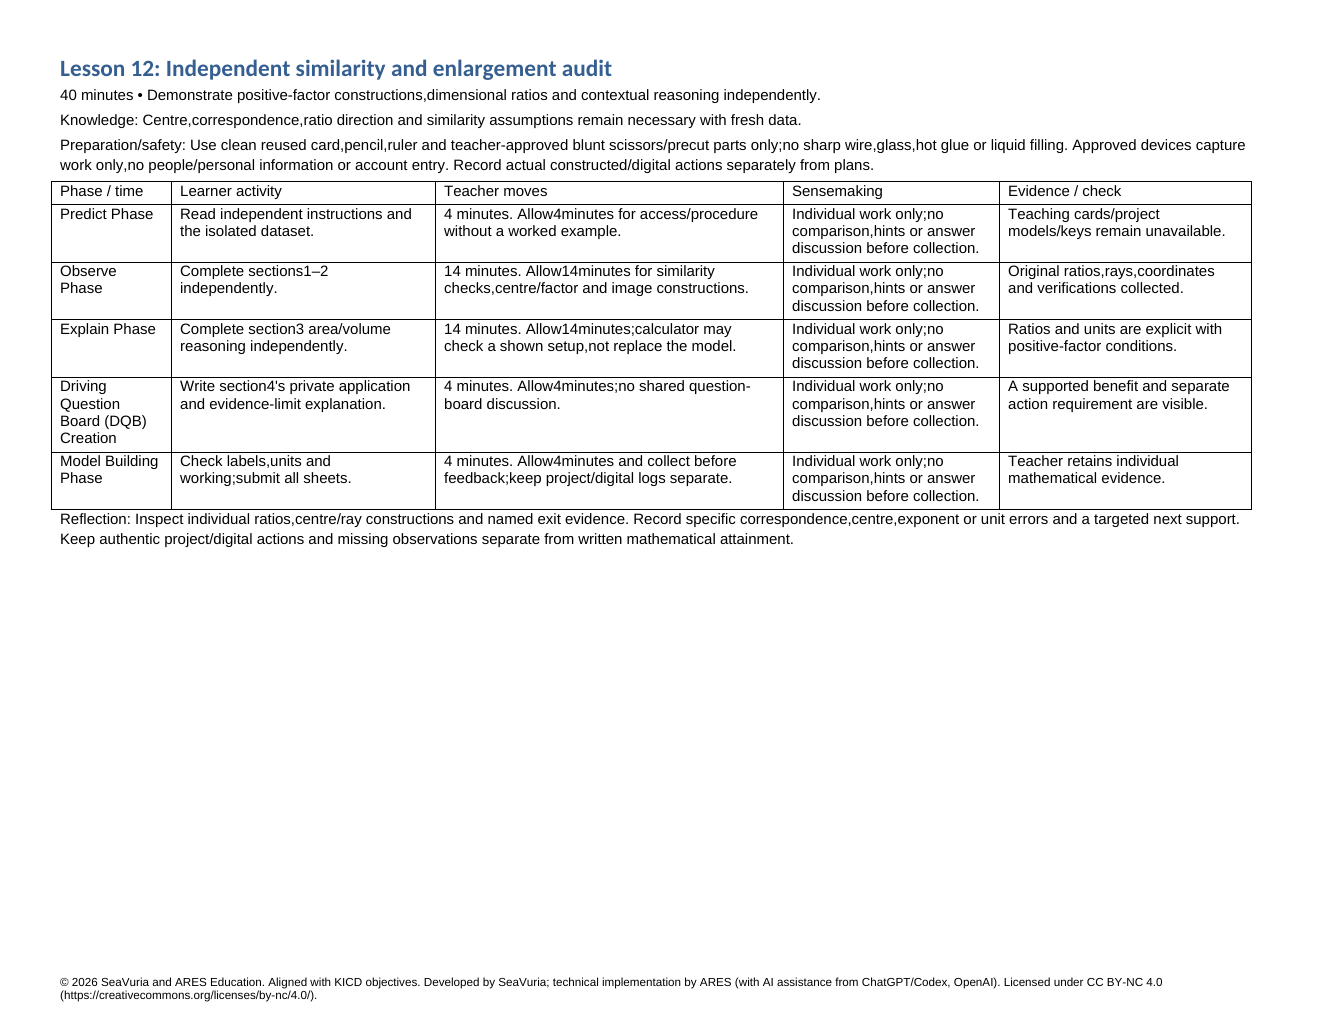 Lesson 12: Independent similarity and enlargement audit
40 minutes • Demonstrate positive-factor constructions,dimensional ratios and contextual reasoning independently.
Knowledge: Centre,correspondence,ratio direction and similarity assumptions remain necessary with fresh data.
Preparation/safety: Use clean reused card,pencil,ruler and teacher-approved blunt scissors/precut parts only;no sharp wire,glass,hot glue or liquid filling. Approved devices capture
work only,no people/personal information or account entry. Record actual constructed/digital actions separately from plans.
Phase / time
Learner activity
Teacher moves
Sensemaking
Evidence / check
Predict Phase
Read independent instructions and
the isolated dataset.
4 minutes. Allow4minutes for access/procedure
without a worked example.
Individual work only;no
comparison,hints or answer
discussion before collection.
Teaching cards/project
models/keys remain unavailable.
Observe
Phase
Complete sections1–2
independently.
14 minutes. Allow14minutes for similarity
checks,centre/factor and image constructions.
Individual work only;no
comparison,hints or answer
discussion before collection.
Original ratios,rays,coordinates
and verifications collected.
Explain Phase
Complete section3 area/volume
reasoning independently.
14 minutes. Allow14minutes;calculator may
check a shown setup,not replace the model.
Individual work only;no
comparison,hints or answer
discussion before collection.
Ratios and units are explicit with
positive-factor conditions.
Driving
Question
Board (DQB)
Creation
Write section4's private application
and evidence-limit explanation.
4 minutes. Allow4minutes;no shared question-
board discussion.
Individual work only;no
comparison,hints or answer
discussion before collection.
A supported benefit and separate
action requirement are visible.
Model Building
Phase
Check labels,units and
working;submit all sheets.
4 minutes. Allow4minutes and collect before
feedback;keep project/digital logs separate.
Individual work only;no
comparison,hints or answer
discussion before collection.
Teacher retains individual
mathematical evidence.
Reflection: Inspect individual ratios,centre/ray constructions and named exit evidence. Record specific correspondence,centre,exponent or unit errors and a targeted next support.
Keep authentic project/digital actions and missing observations separate from written mathematical attainment.
© 2026 SeaVuria and ARES Education. Aligned with KICD objectives. Developed by SeaVuria; technical implementation by ARES (with AI assistance from ChatGPT/Codex, OpenAI). Licensed under CC BY-NC 4.0
(https://creativecommons.org/licenses/by-nc/4.0/).